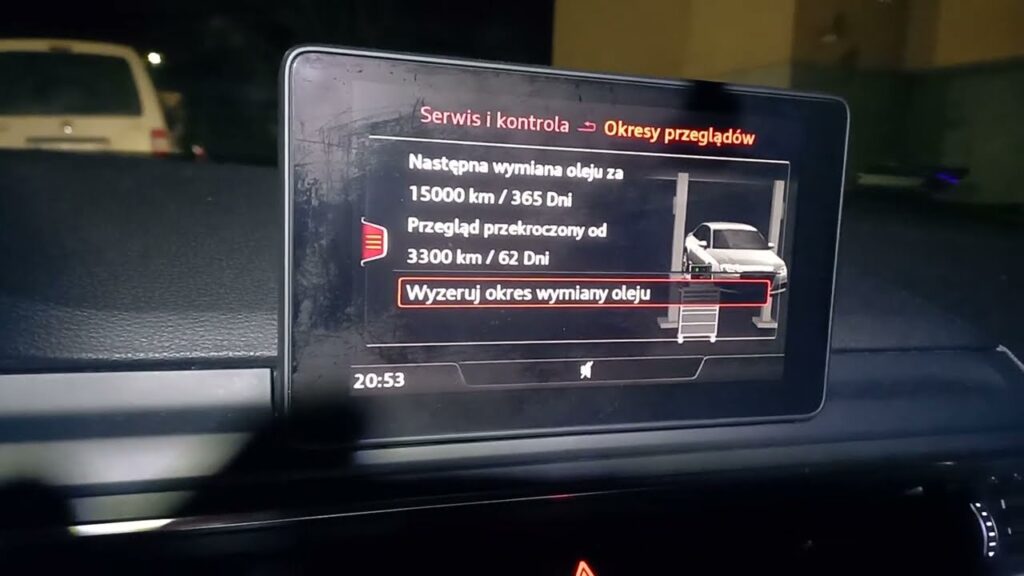 Serwis i kontrola Okresy przeglądów
Następna wymiana oleju za
15000 km / 365 Dni
Przegląd przekroczony od
3300 km / 62 Dni
Wyzeruj okres wymiany oleju
20:53